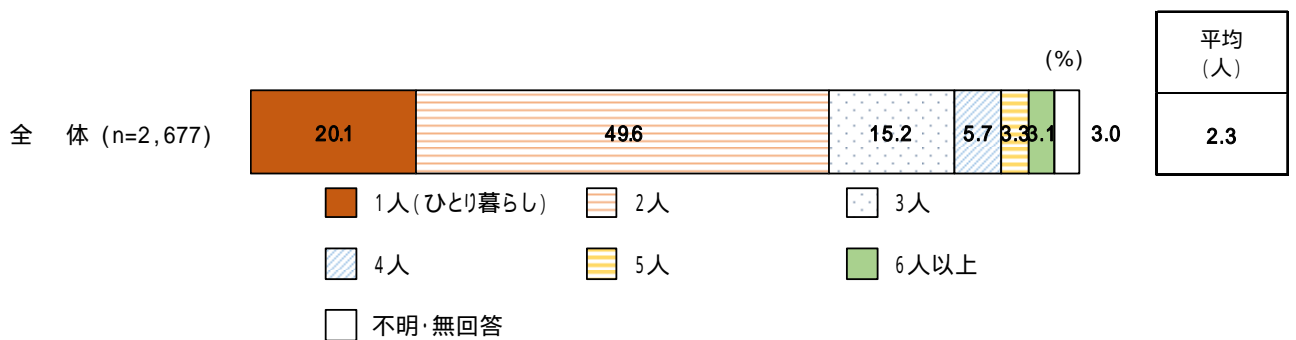 平均
(人)
(%)
全　体 (n=2,677)
20.1 49.6 15.2 5.7 3.3 3.1 3.0
2.3
1人(ひとり暮らし) 2人 3人
4人 5人 6人以上
不明・無回答